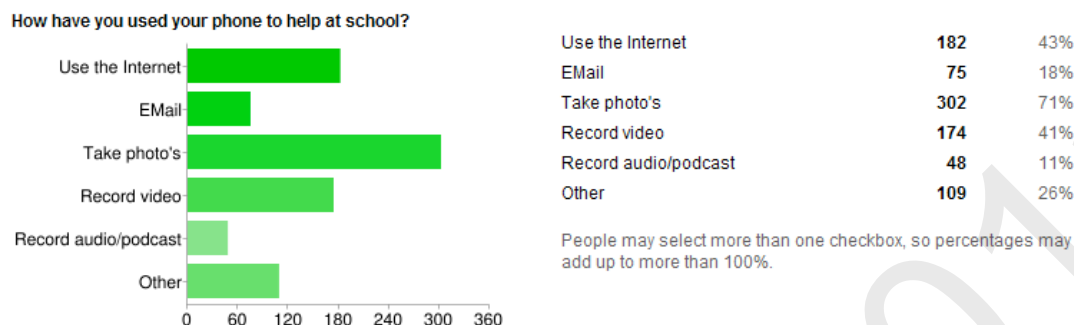 How have you used your phone to help at school?
Use the Internet
EMail
Take photo's
Record video
Record audio/podcast
Other
0 60 120 180 240 300 360
Use the Internet 182 43%
EMail 75 18%
Take photo's 302 71%
Record video 174 41%
Record audio/podcast 48 11%
Other 109 26%
People may select more than one checkbox, so percentages may
add up to more than 100%.